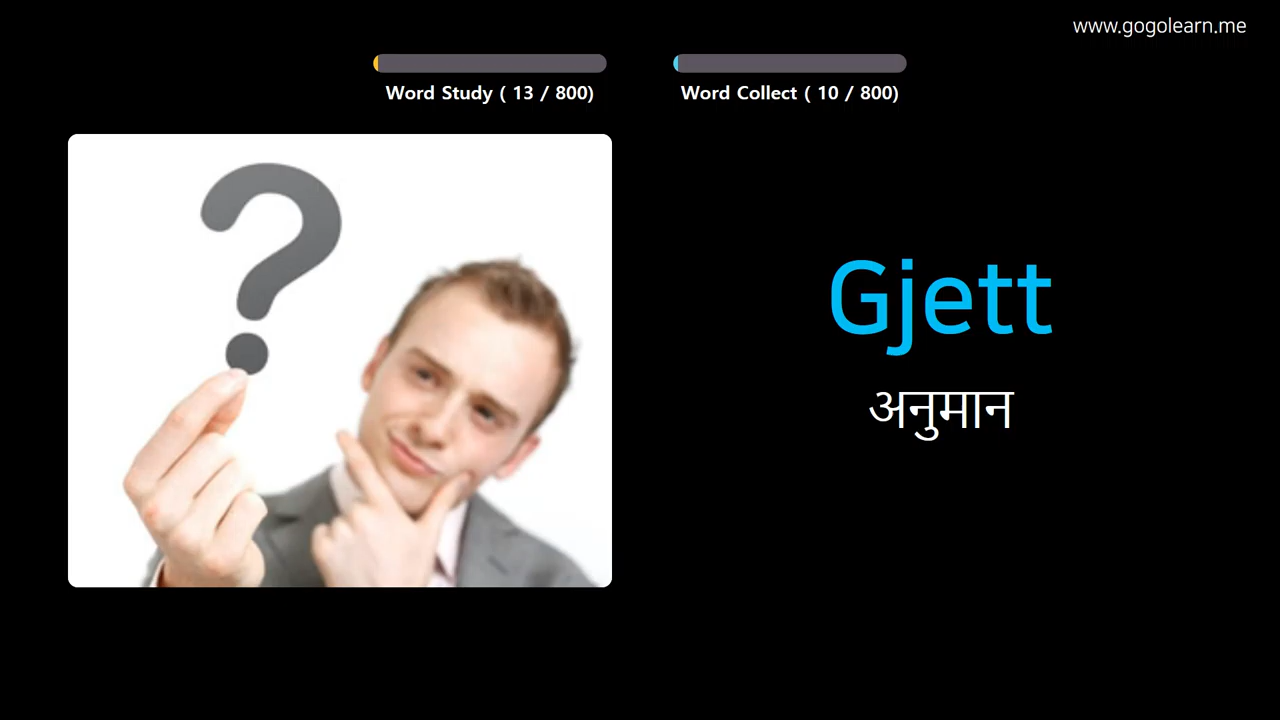 www.gogolearn.me
Word Study ( 13 / 800)
Word Collect ( 10 / 800)
?
Gjett
अनुमान